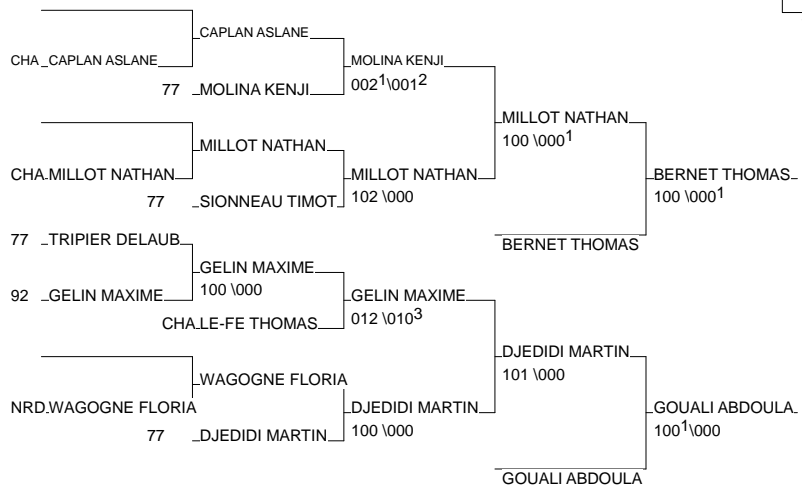 CAPLAN ASLANE
CHA CAPLAN ASLANE
77 MOLINA KENJI
MOLINA KENJI
002¹\001²
MILLOT NATHAN
CHA MILLOT NATHAN
77 SIONNEAU TIMOT
MILLOT NATHAN
102 \000
MILLOT NATHAN
100 \000¹
BERNET THOMAS
BERNET THOMAS
100 \000¹
77 TRIPIER DELAUB
92 GELIN MAXIME
GELIN MAXIME
100 \000
CHA LE-FE THOMAS
GELIN MAXIME
012 \010³
WAGOGNE FLORIA
NRD WAGOGNE FLORIA
77 DJEDIDI MARTIN
DJEDIDI MARTIN
100 \000
DJEDIDI MARTIN
101 \000
GOUALI ABDOULA
GOUALI ABDOULA
100¹\000